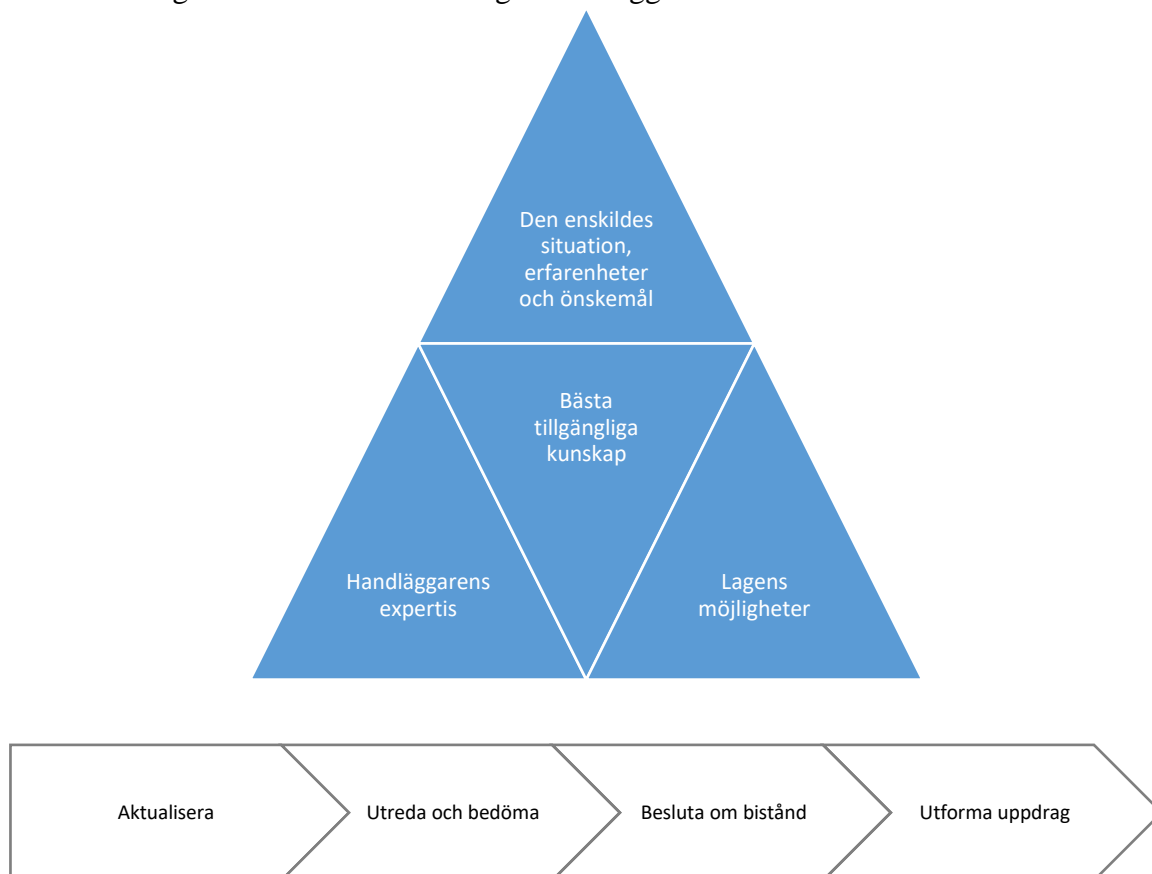 Den enskildes
situation,
erfarenheter
och önskemål
Bästa
tillgängliga
kunskap
Handläggarens
expertis
Lagens
möjligheter
Aktualisera
Utreda och bedöma
Besluta om bistånd
Utforma uppdrag